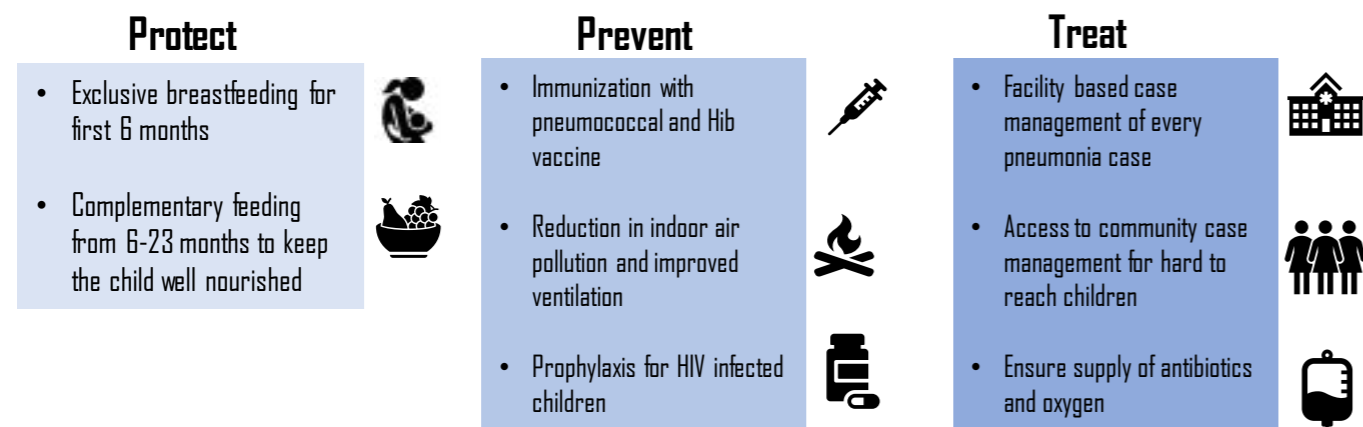 Protect
• Exclusive breastfeeding for
first 6 months
• Complementary feeding
from 6-23 months to keep
the child well nourished
Prevent
• Immunization with
pneumococcal and Hib
vaccine
• Reduction in indoor air
pollution and improved
ventilation
• Prophylaxis for HIV infected
children
Treat
• Facility based case
management of every
pneumonia case
• Access to community case
management for hard to
reach children
• Ensure supply of antibiotics
and oxygen